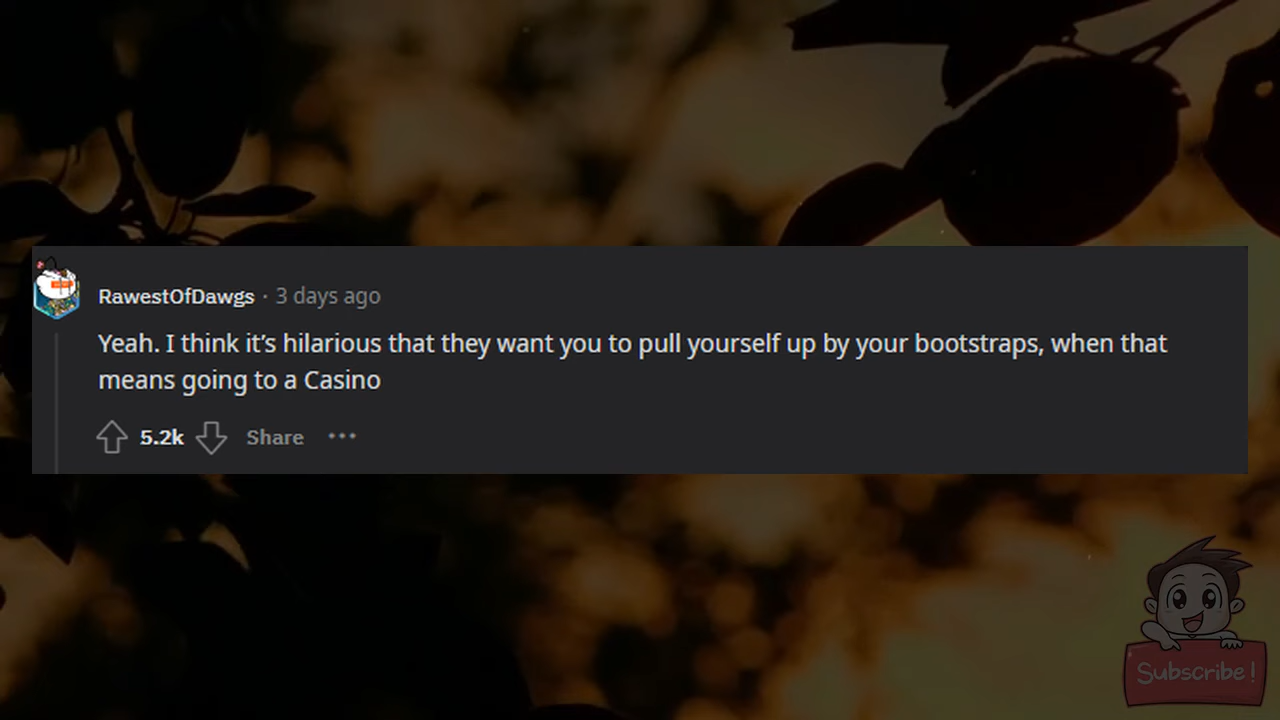 RawestOfDawgs · 3 days ago
Yeah. I think it’s hilarious that they want you to pull yourself up by your bootstraps, when that
means going to a Casino
5.2k Share ···
Subscribe!